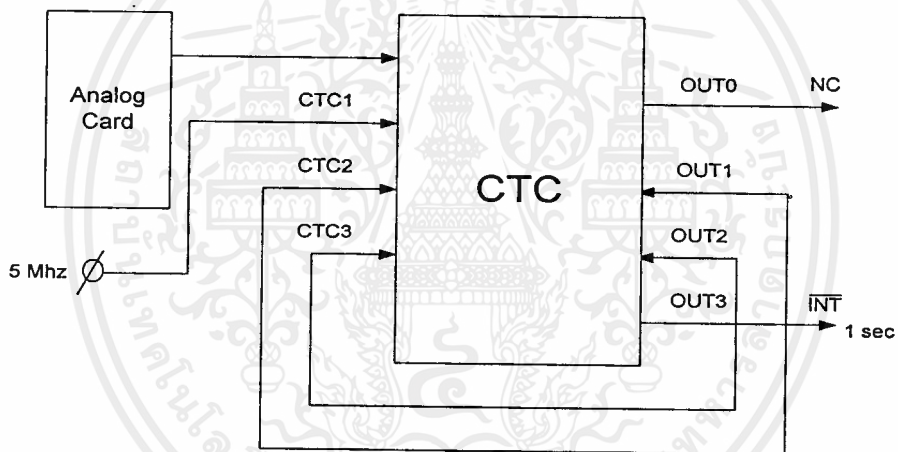 Analog
Card
CTC1
CTC2
CTC3
5 Mhz
CTC
OUT0
NC
OUT1
OUT2
OUT3
INT
1 sec